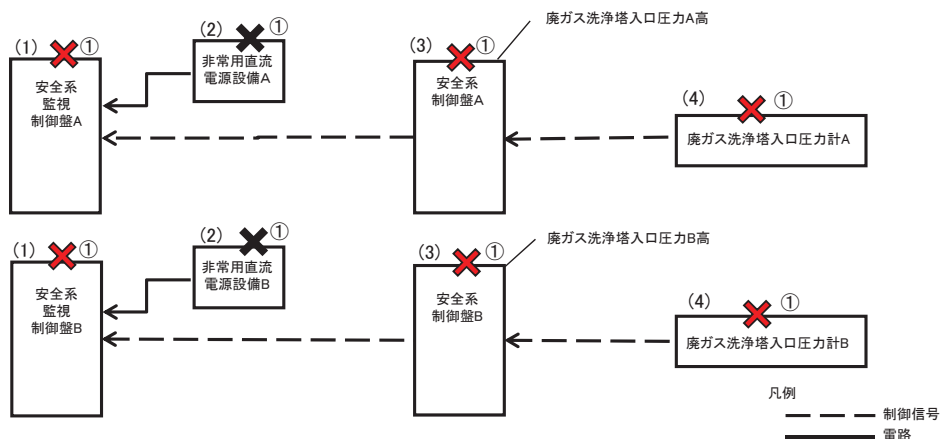 廃ガス洗浄塔入口圧力A高
(1) ①
(2) ①
(3) ①
(4) ①
安全系
監視
制御盤A
非常用直流
電源設備A
安全系
制御盤A
廃ガス洗浄塔入口圧力計A
廃ガス洗浄塔入口圧力B高
(1) ①
(2) ①
(3) ①
(4) ①
安全系
監視
制御盤B
非常用直流
電源設備B
安全系
制御盤B
廃ガス洗浄塔入口圧力計B
凡例
制御信号
電路